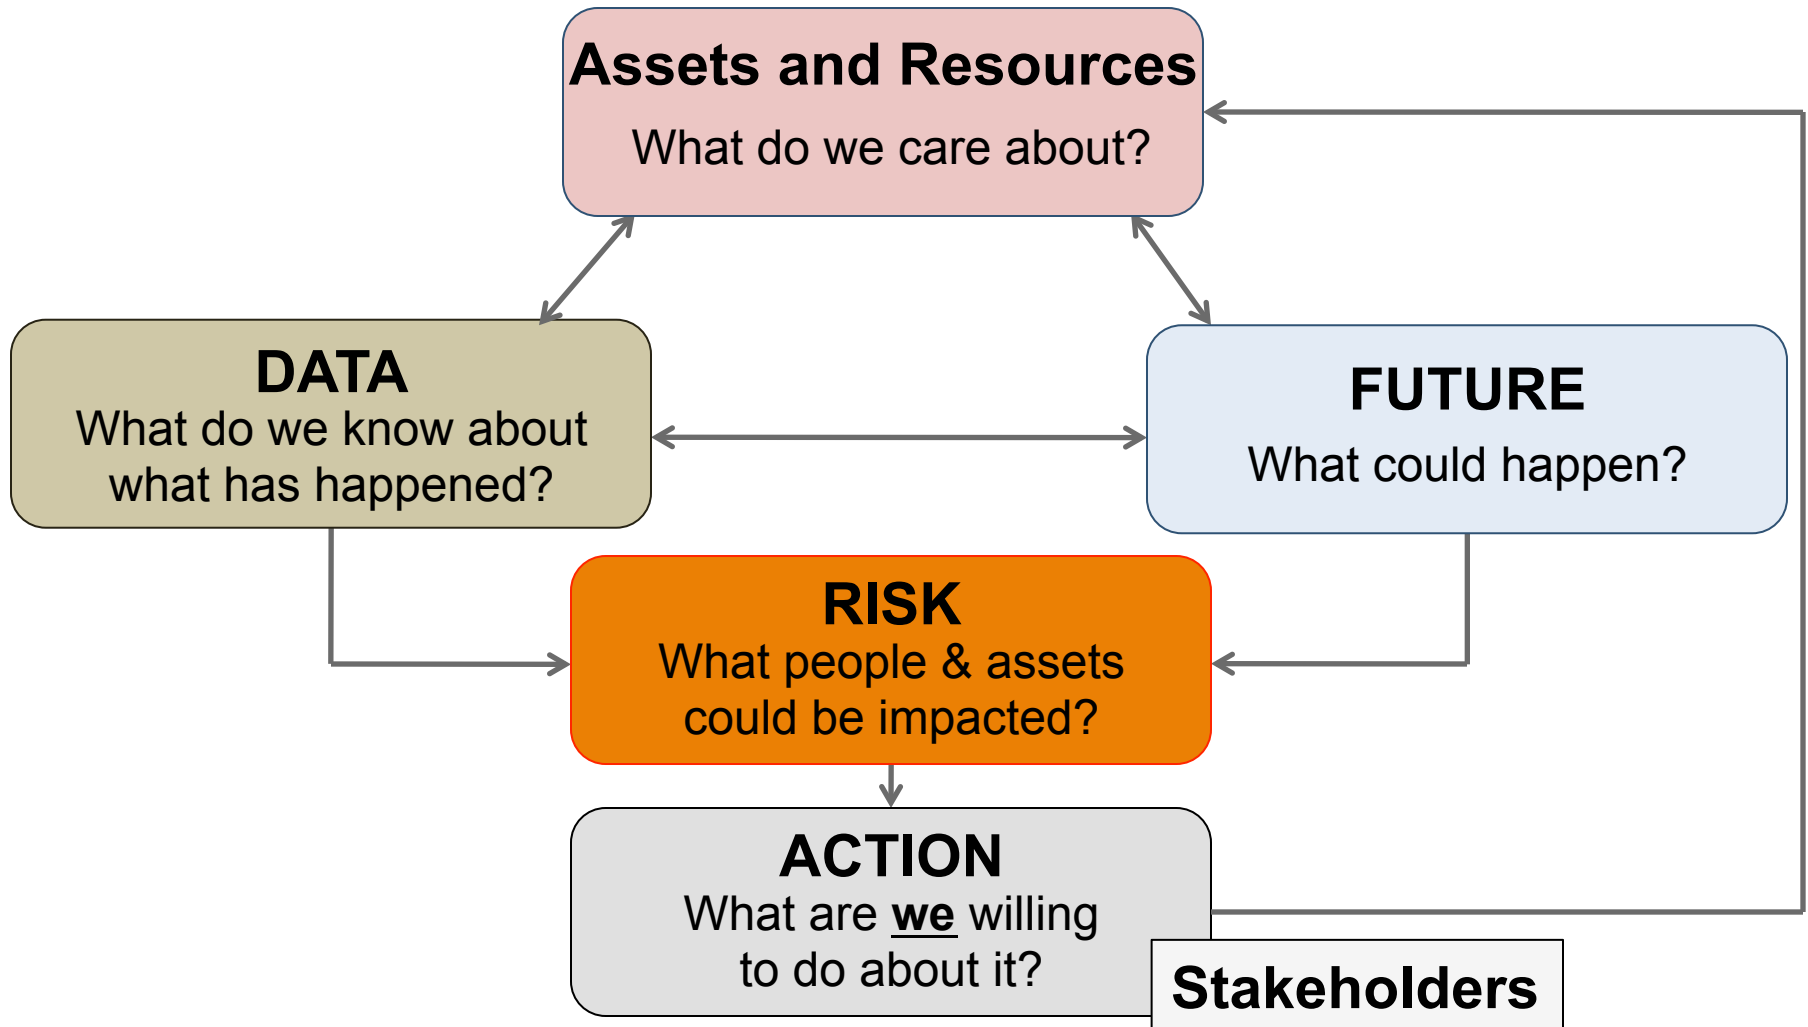 Assets and Resources
What do we care about?
DATA
What do we know about
what has happened?
FUTURE
What could happen?
RISK
What people & assets
could be impacted?
ACTION
What are we willing
to do about it?
Stakeholders